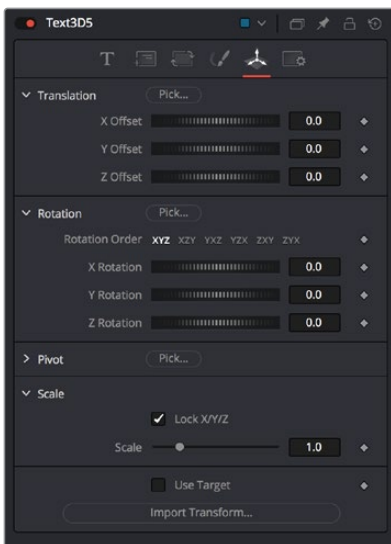 Text3D5
T
Translation Pick...
X Offset 0.0
Y Offset 0.0
Z Offset 0.0
Rotation Pick...
Rotation Order XYZ XZY YXZ YZX ZXY ZYX
X Rotation 0.0
Y Rotation 0.0
Z Rotation 0.0
Pivot Pick...
Scale
Lock X/Y/Z
Scale 1.0
Use Target
Import Transform...